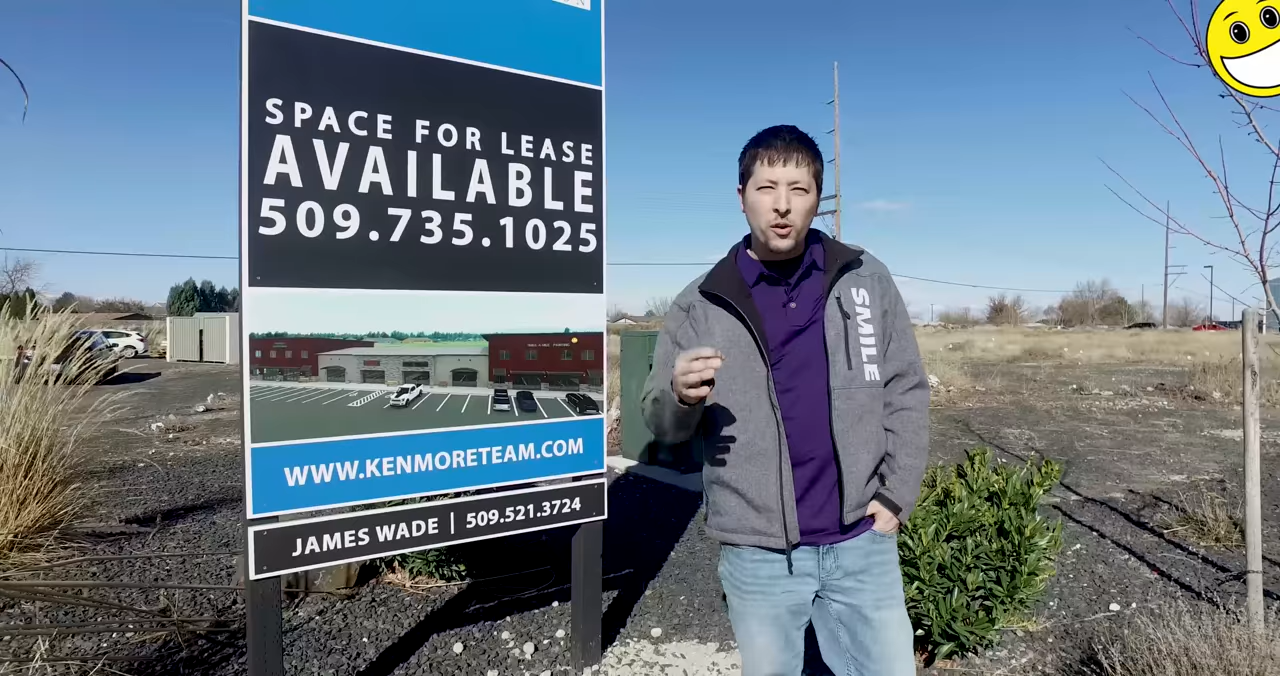 SPACE FOR LEASE
AVAILABLE
509.735.1025
WWW.KENMORETEAM.COM
JAMES WADE | 509.521.3724
SMILE